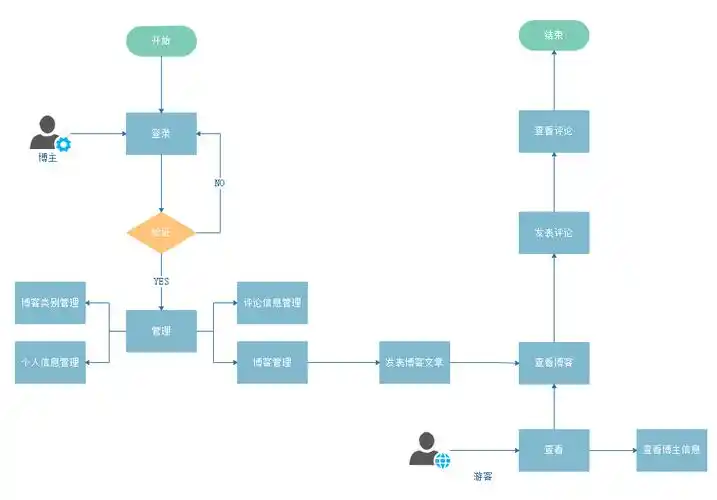 开始
结束
登录
查看评论
博主
NO
验证
发表评论
YES
博客类别管理
评论信息管理
管理
个人信息管理
博客管理
发表博客文章
查看博客
查看
查看博主信息
游客